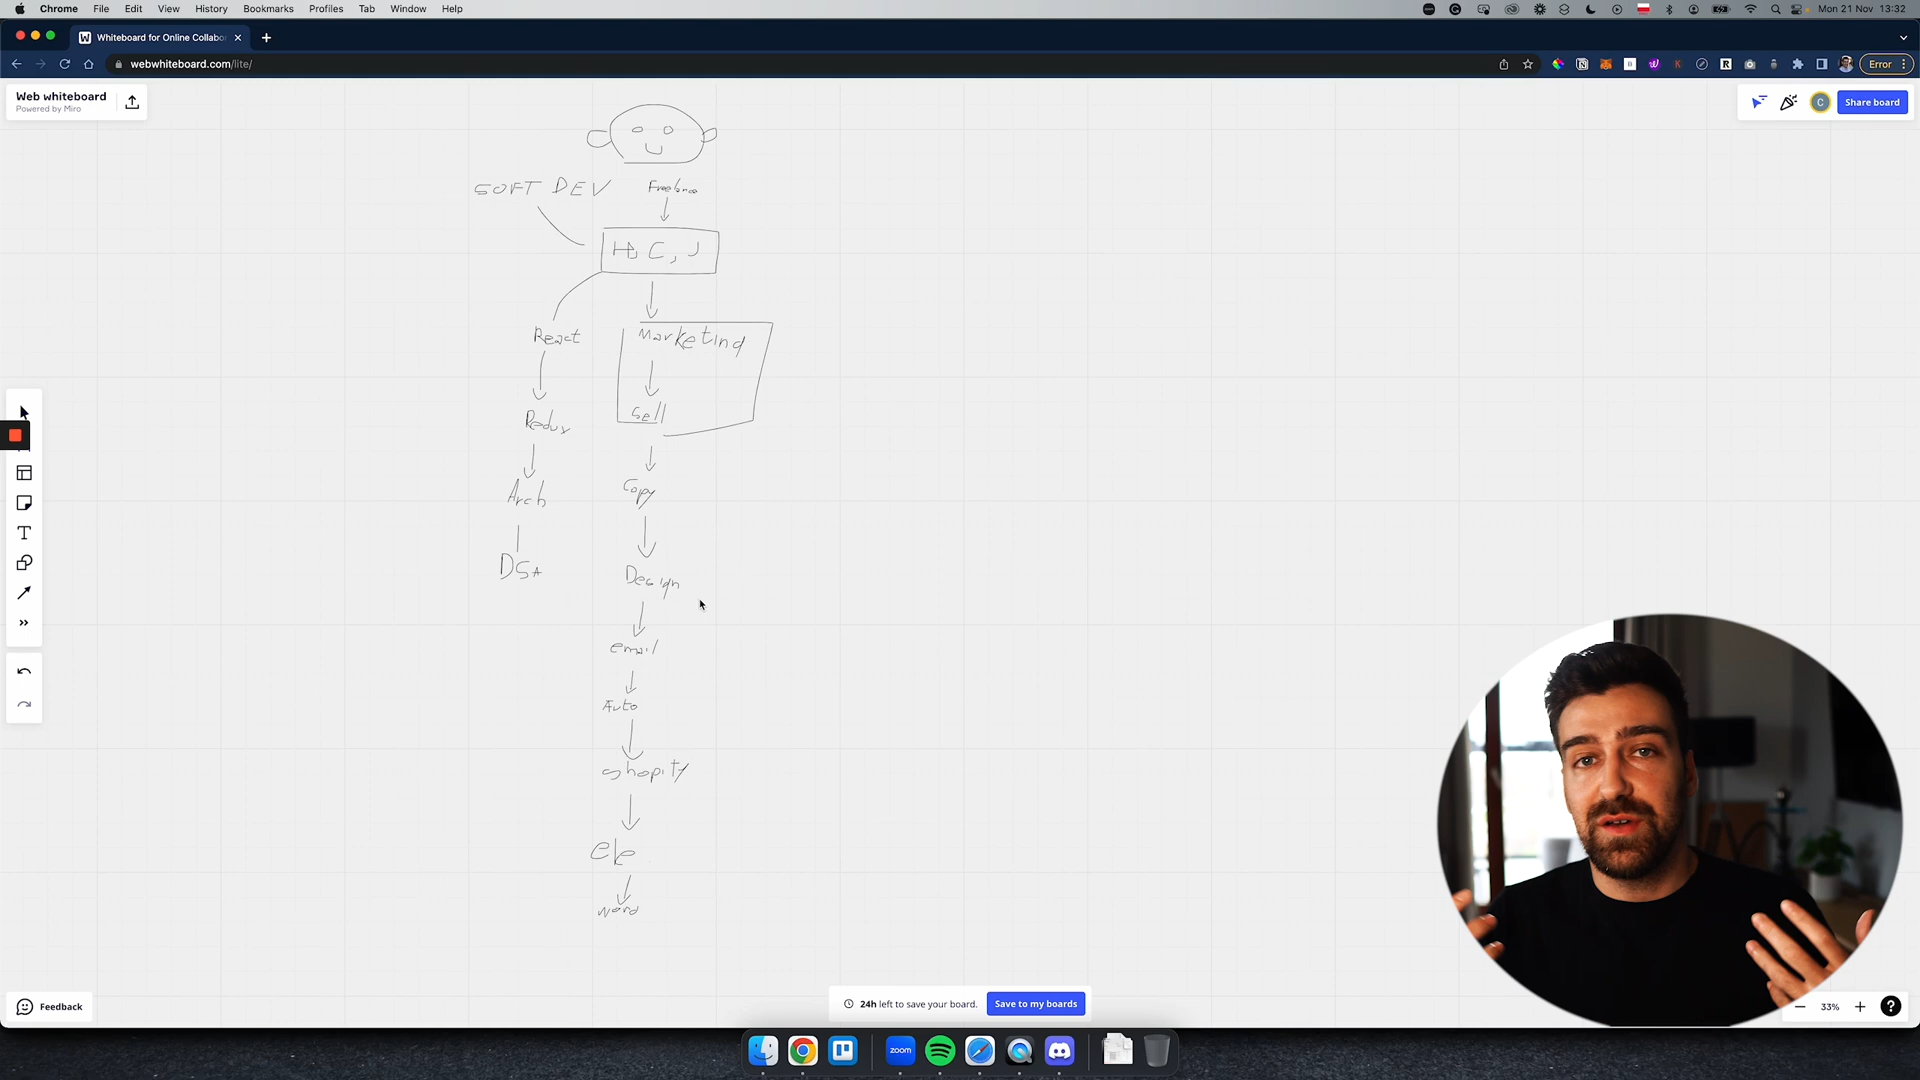 Chrome File Edit View History Bookmarks Profiles Tab Window Help Mon 21 Nov 13:32
Whiteboard for Online Collabo
webwhiteboard.com/lite/
Error
Web whiteboard
Powered by Miro
C
Share board
SOFT DEV
Freelance
H, C, J
React
Marketing
Sell
Redux
Copy
Arch
DSA
Design
email
Auto
shopify
ele
word
Feedback
24h left to save your board.
Save to my boards
33%
zoom